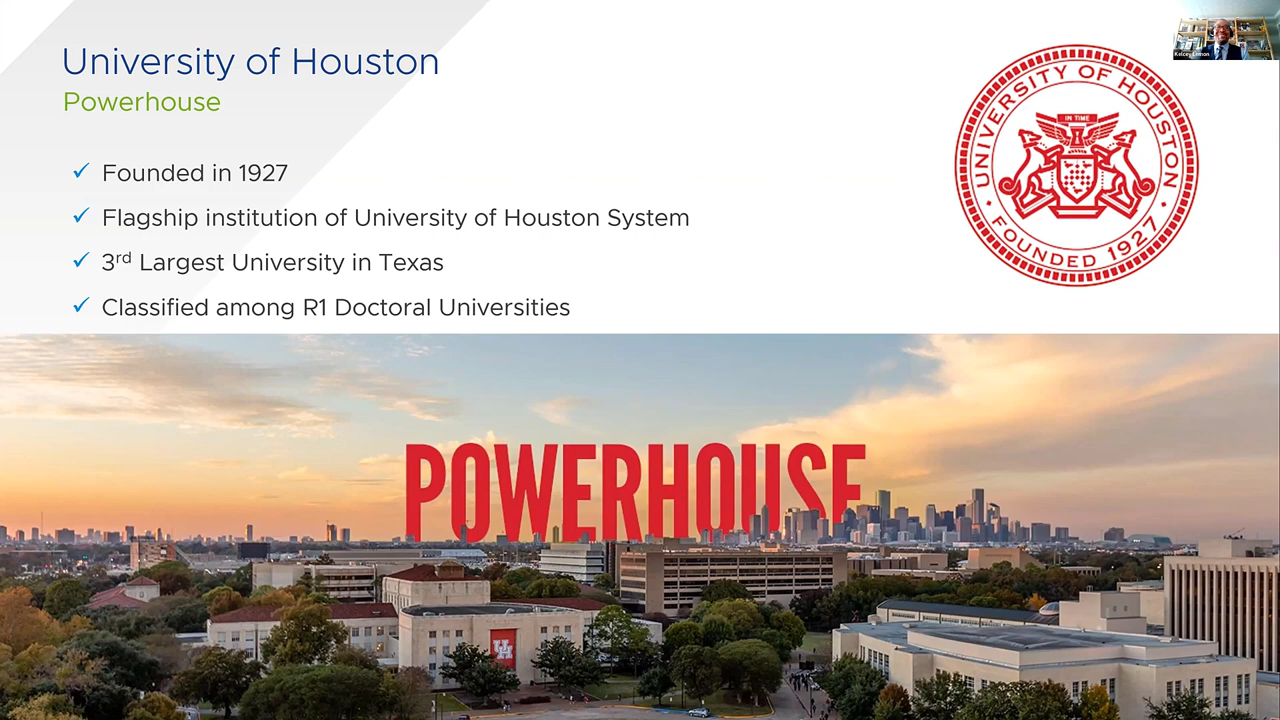 University of Houston
Powerhouse
✓ Founded in 1927
✓ Flagship institution of University of Houston System
✓ 3rd Largest University in Texas
✓ Classified among R1 Doctoral Universities
UNIVERSITY OF HOUSTON
IN TIME
• FOUNDED 1927 •
POWERHOUSE
UH